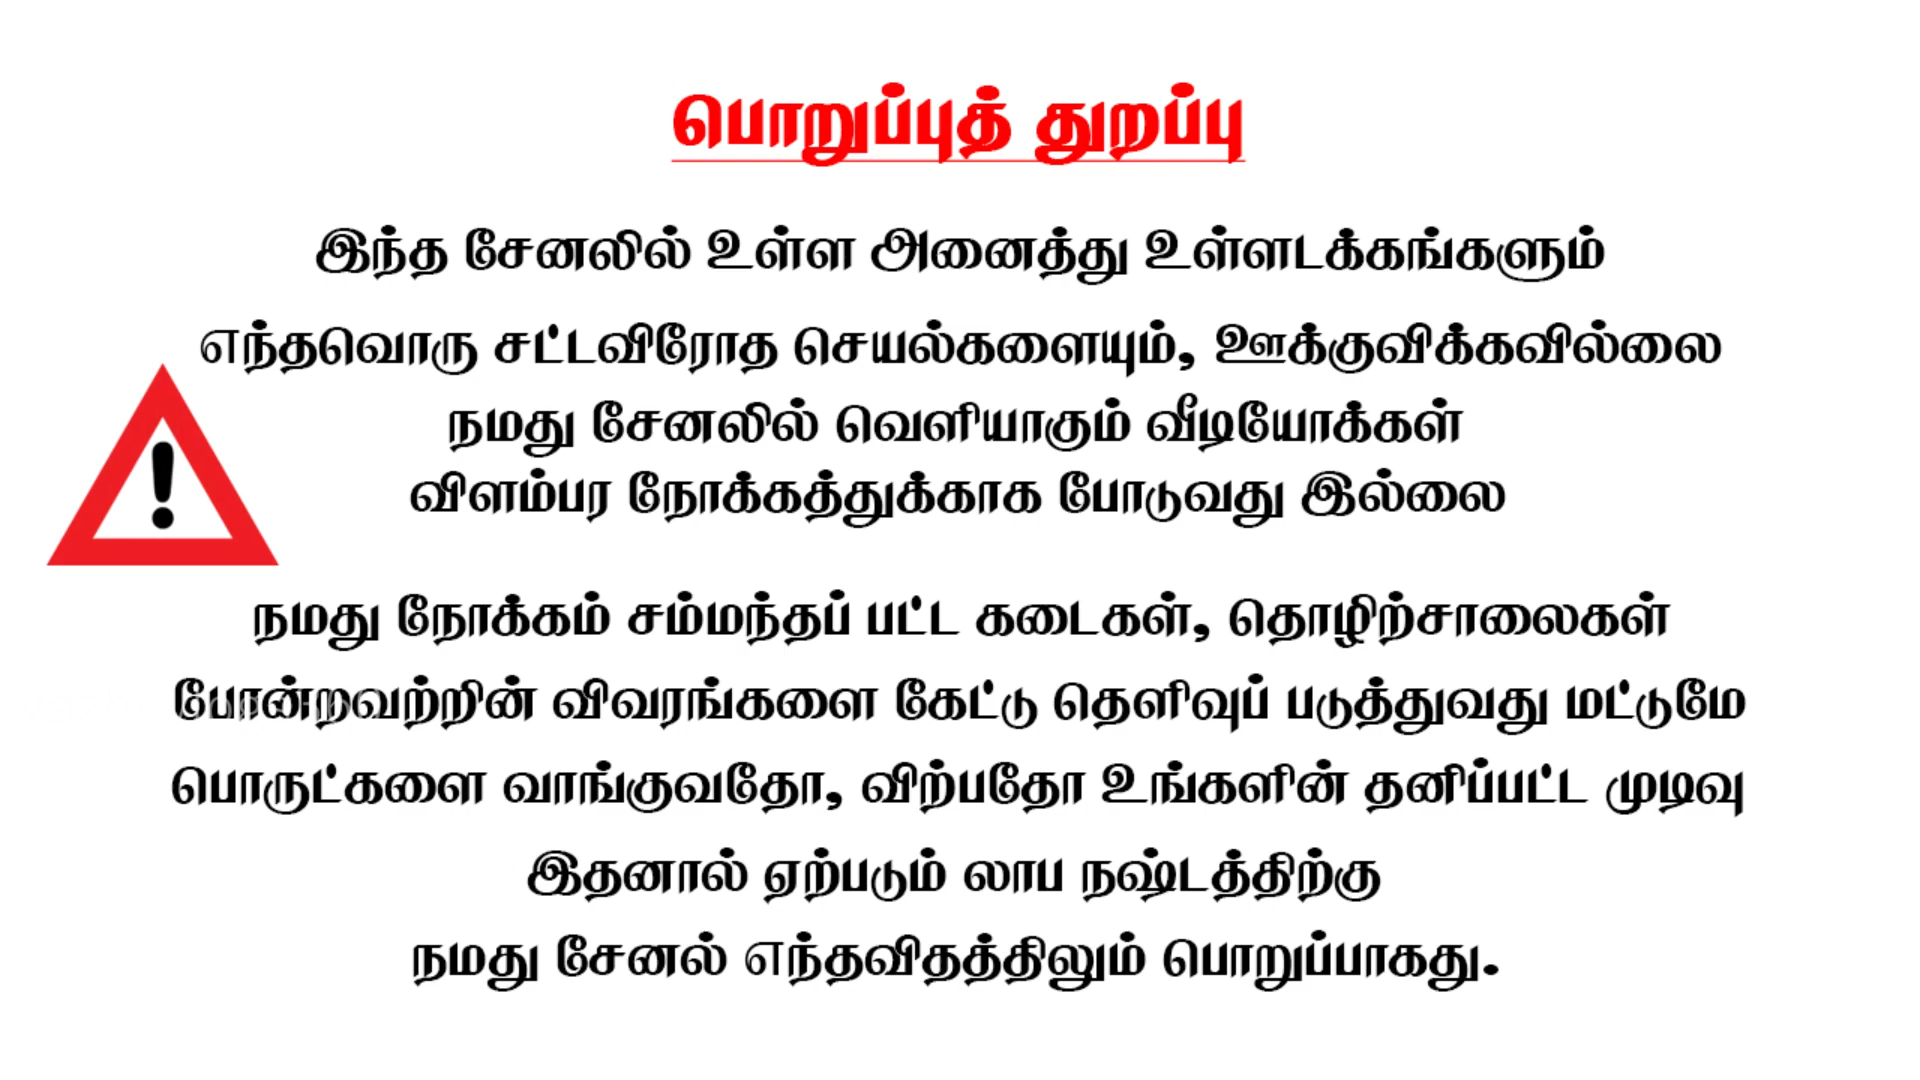 பொறுப்புத் துறப்பு
இந்த சேனலில் உள்ள அனைத்து உள்ளடக்கங்களும்
எந்தவொரு சட்டவிரோத செயல்களையும், ஊக்குவிக்கவில்லை
நமது சேனலில் வெளியாகும் வீடியோக்கள்
விளம்பர நோக்கத்துக்காக போடுவது இல்லை
நமது நோக்கம் சம்மந்தப் பட்ட கடைகள், தொழிற்சாலைகள்
போன்றவற்றின் விவரங்களை கேட்டு தெளிவுப் படுத்துவது மட்டுமே
பொருட்களை வாங்குவதோ, விற்பதோ உங்களின் தனிப்பட்ட முடிவு
இதனால் ஏற்படும் லாப நஷ்டத்திற்கு
நமது சேனல் எந்தவிதத்திலும் பொறுப்பாகது.